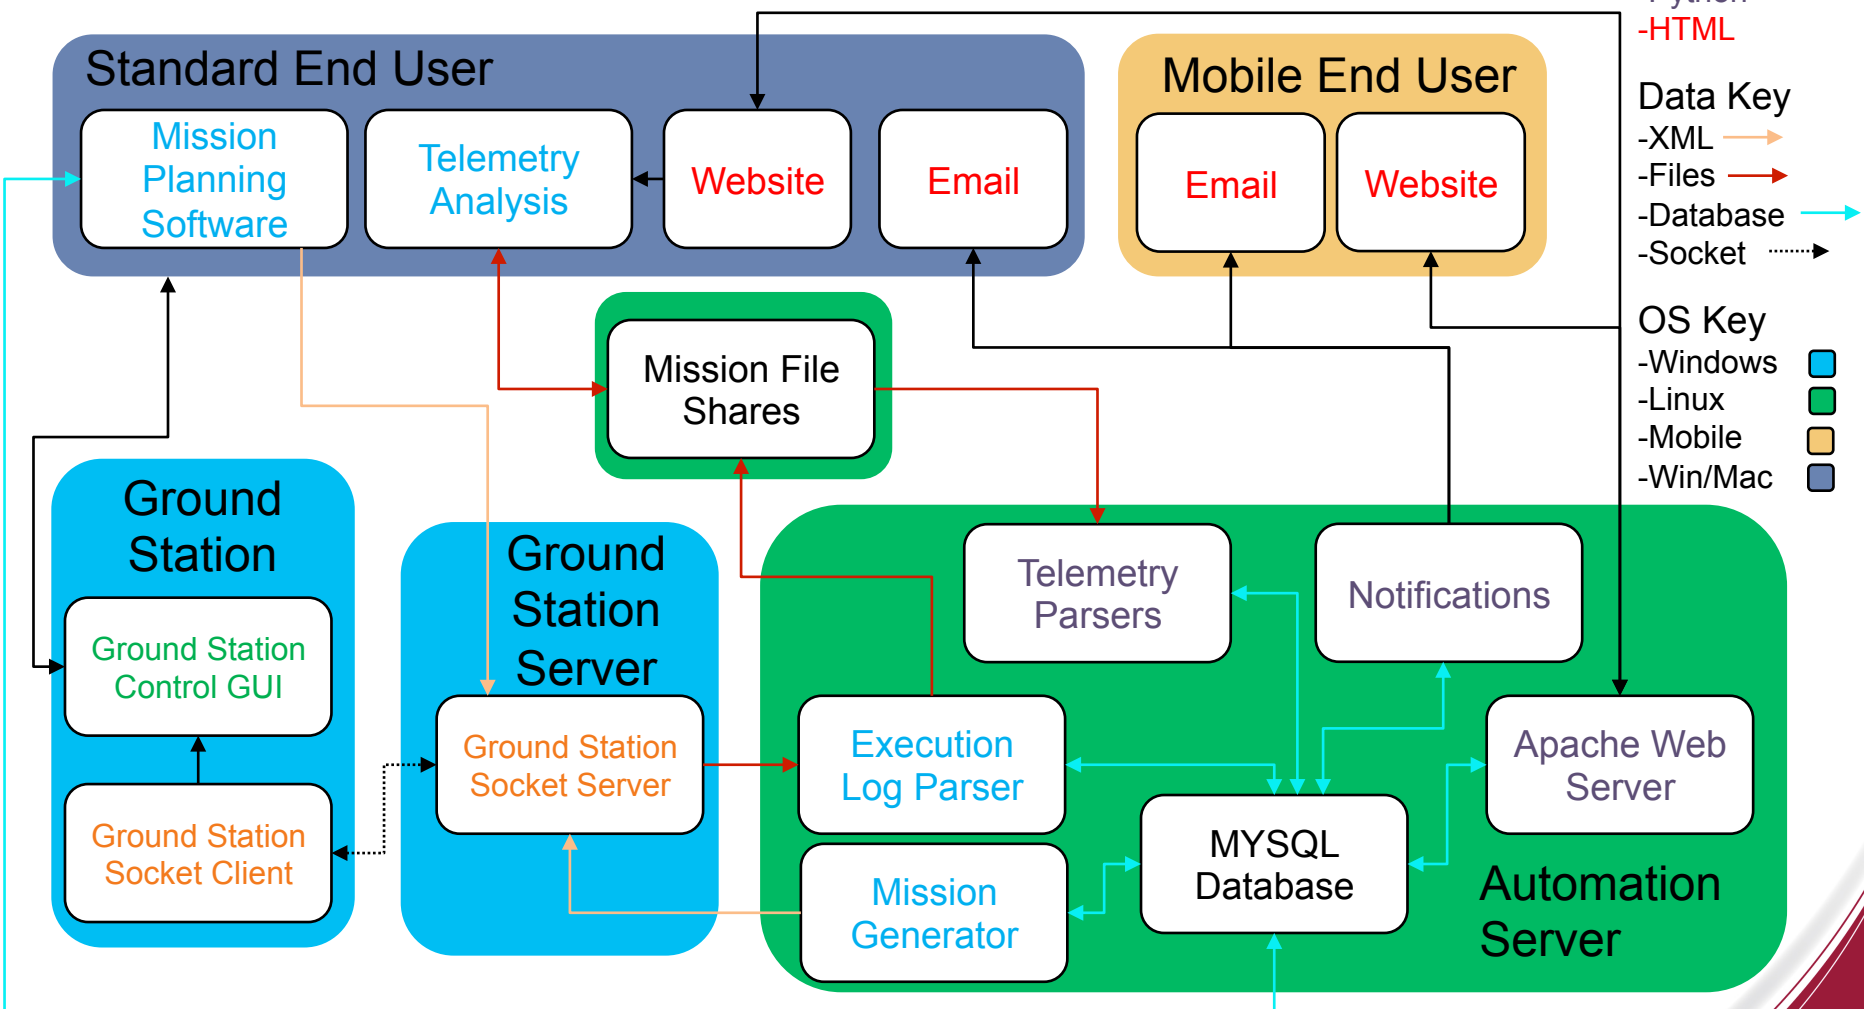 -Python
-HTML
Standard End User
Mission
Planning
Software
Telemetry
Analysis
Website
Email
Mobile End User
Email
Website
Data Key
-XML
-Files
-Database
-Socket
OS Key
-Windows
-Linux
-Mobile
-Win/Mac
Mission File
Shares
Ground
Station
Ground Station
Control GUI
Ground Station
Socket Client
Ground
Station
Server
Ground Station
Socket Server
Telemetry
Parsers
Notifications
Execution
Log Parser
Apache Web
Server
MYSQL
Database
Mission
Generator
Automation
Server